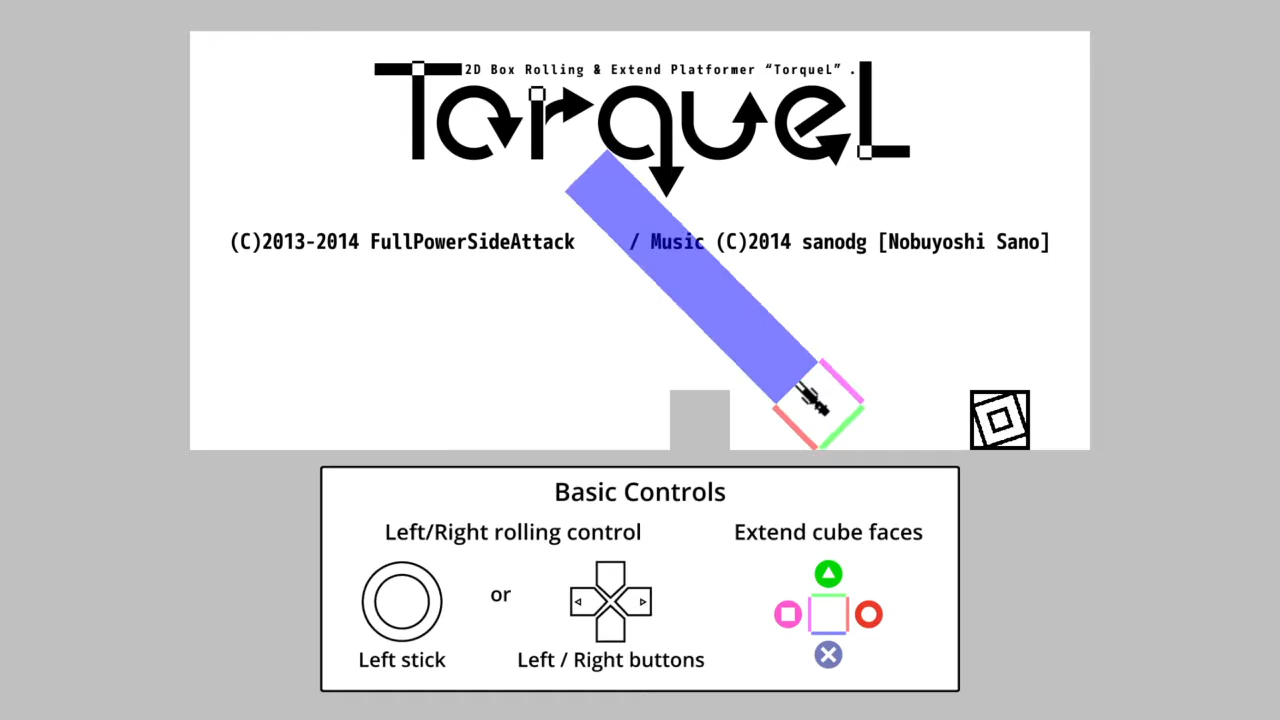 2D Box Rolling & Extend Platformer “TorqueL” .
TorqueL
(C)2013-2014 FullPowerSideAttack / Music (C)2014 sanodg [Nobuyoshi Sano]
Basic Controls
Left/Right rolling control
Extend cube faces
or
Left stick
Left / Right buttons